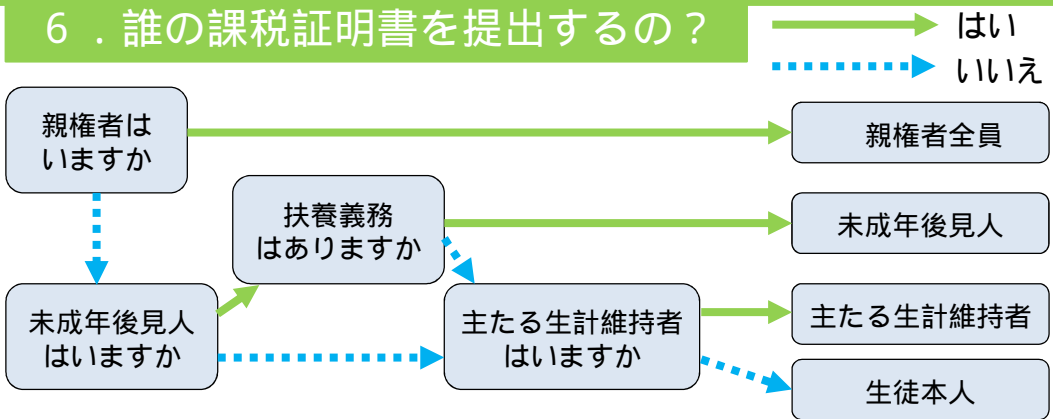 ６．誰の課税証明書を提出するの？
はい
いいえ
親権者は
いますか
親権者全員
扶養義務
はありますか
未成年後見人
未成年後見人
はいますか
主たる生計維持者
はいますか
主たる生計維持者
生徒本人